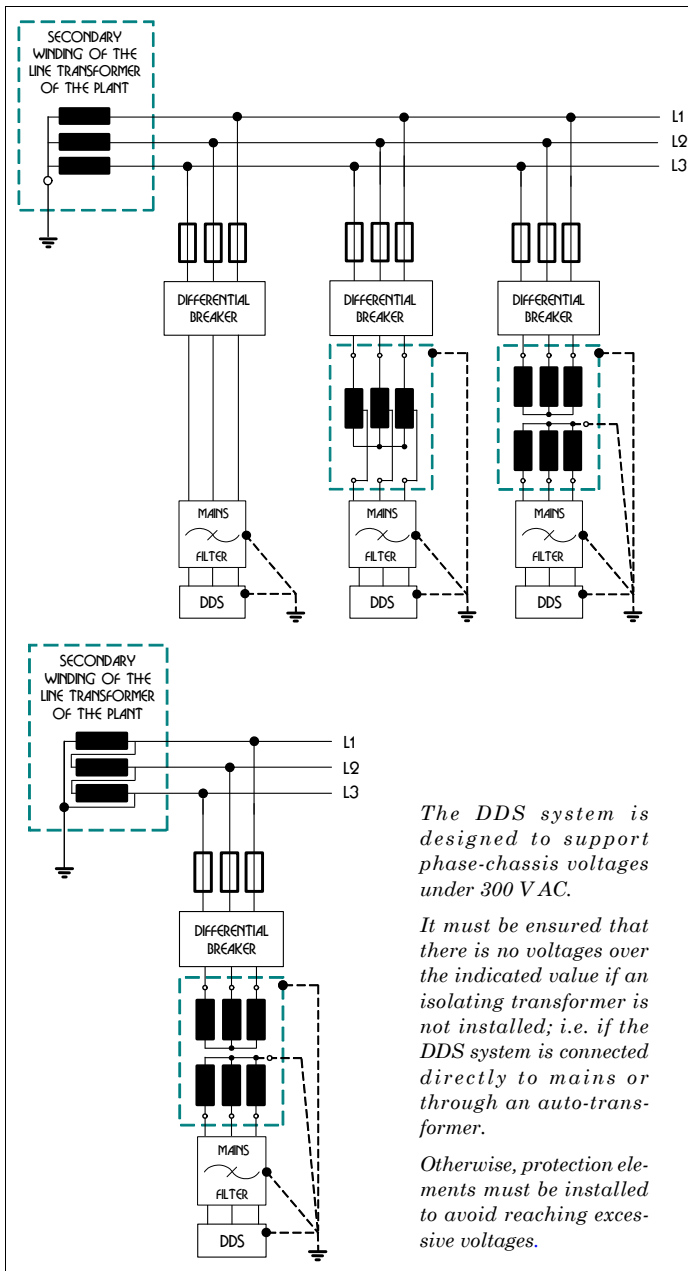 SECONDARY
WINDING OF THE
LINE TRANSFORMER
OF THE PLANT
L1
L2
L3
DIFFERENTIAL
BREAKER
DIFFERENTIAL
BREAKER
DIFFERENTIAL
BREAKER
MAINS
FILTER
MAINS
FILTER
MAINS
FILTER
DDS
DDS
DDS
SECONDARY
WINDING OF THE
LINE TRANSFORMER
OF THE PLANT
L1
L2
L3
DIFFERENTIAL
BREAKER
MAINS
FILTER
DDS
The DDS system is
designed to support
phase-chassis voltages
under 300 V AC.
It must be ensured that
there is no voltages over
the indicated value if an
isolating transformer is
not installed; i.e. if the
DDS system is connected
directly to mains or
through an auto-trans-
former.
Otherwise, protection ele-
ments must be installed
to avoid reaching exces-
sive voltages.